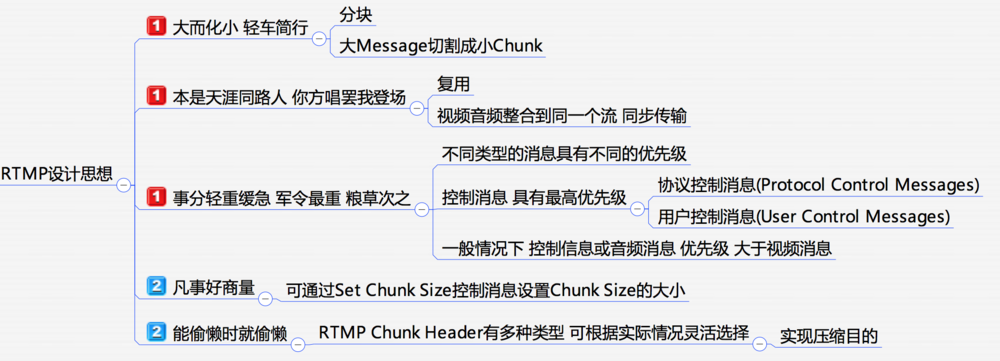 RTMP设计思想
1 大而化小 轻车简行
分块
大Message切割成小Chunk
1 本是天涯同路人 你方唱罢我登场
复用
视频音频整合到同一个流 同步传输
1 事分轻重缓急 军令最重 粮草次之
不同类型的消息具有不同的优先级
控制消息 具有最高优先级
协议控制消息(Protocol Control Messages)
用户控制消息(User Control Messages)
一般情况下 控制信息或音频消息 优先级 大于视频消息
2 凡事好商量
可通过Set Chunk Size控制消息设置Chunk Size的大小
2 能偷懒时就偷懒
RTMP Chunk Header有多种类型 可根据实际情况灵活选择
实现压缩目的